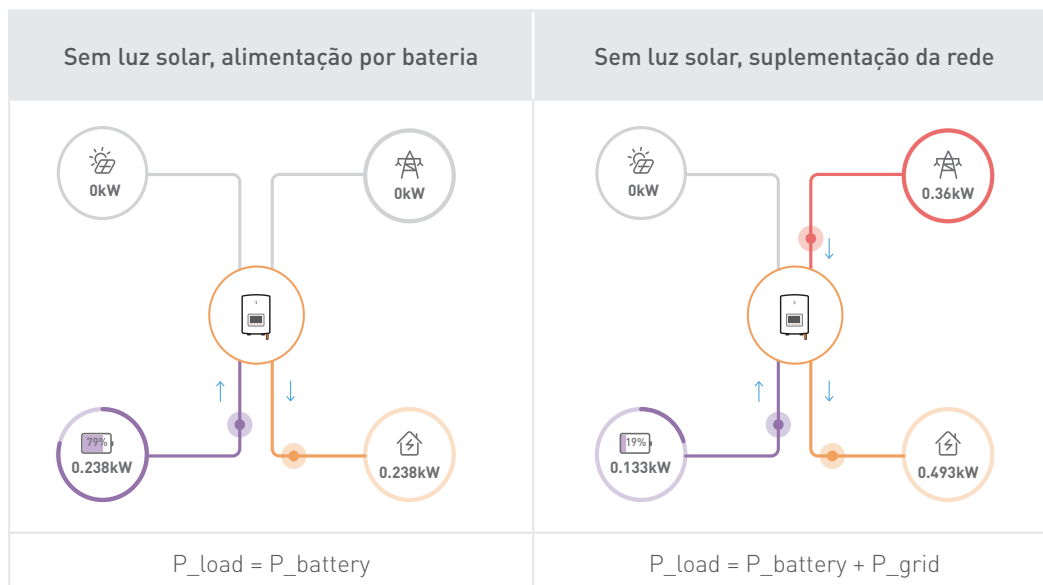 Sem luz solar, alimentação por bateria
Sem luz solar, suplementação da rede
0kW
0kW
79%
0.238kW
0.238kW
0kW
0.36kW
19%
0.133kW
0.493kW
P_load = P_battery
P_load = P_battery + P_grid